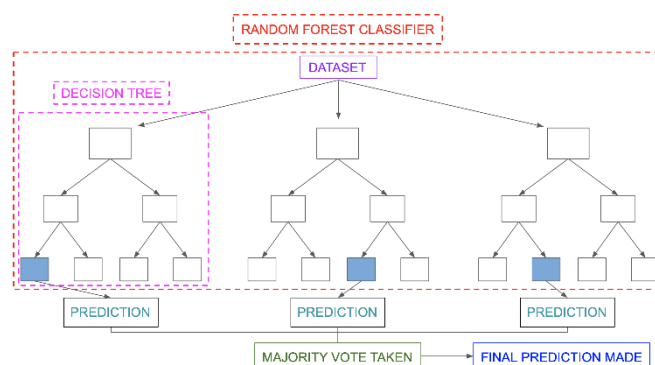 RANDOM FOREST CLASSIFIER
DATASET
DECISION TREE
PREDICTION
PREDICTION
PREDICTION
MAJORITY VOTE TAKEN
FINAL PREDICTION MADE